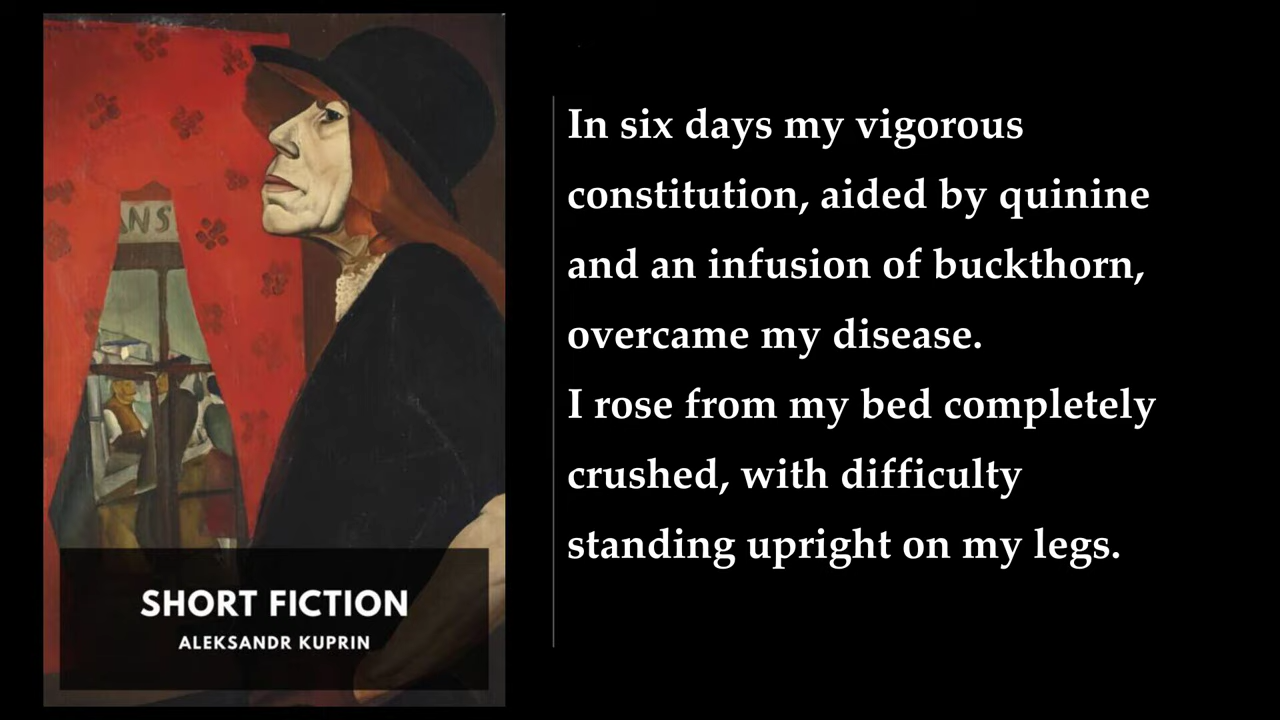 ANS
SHORT FICTION
ALEKSANDR KUPRIN
In six days my vigorous
constitution, aided by quinine
and an infusion of buckthorn,
overcame my disease.
I rose from my bed completely
crushed, with difficulty
standing upright on my legs.